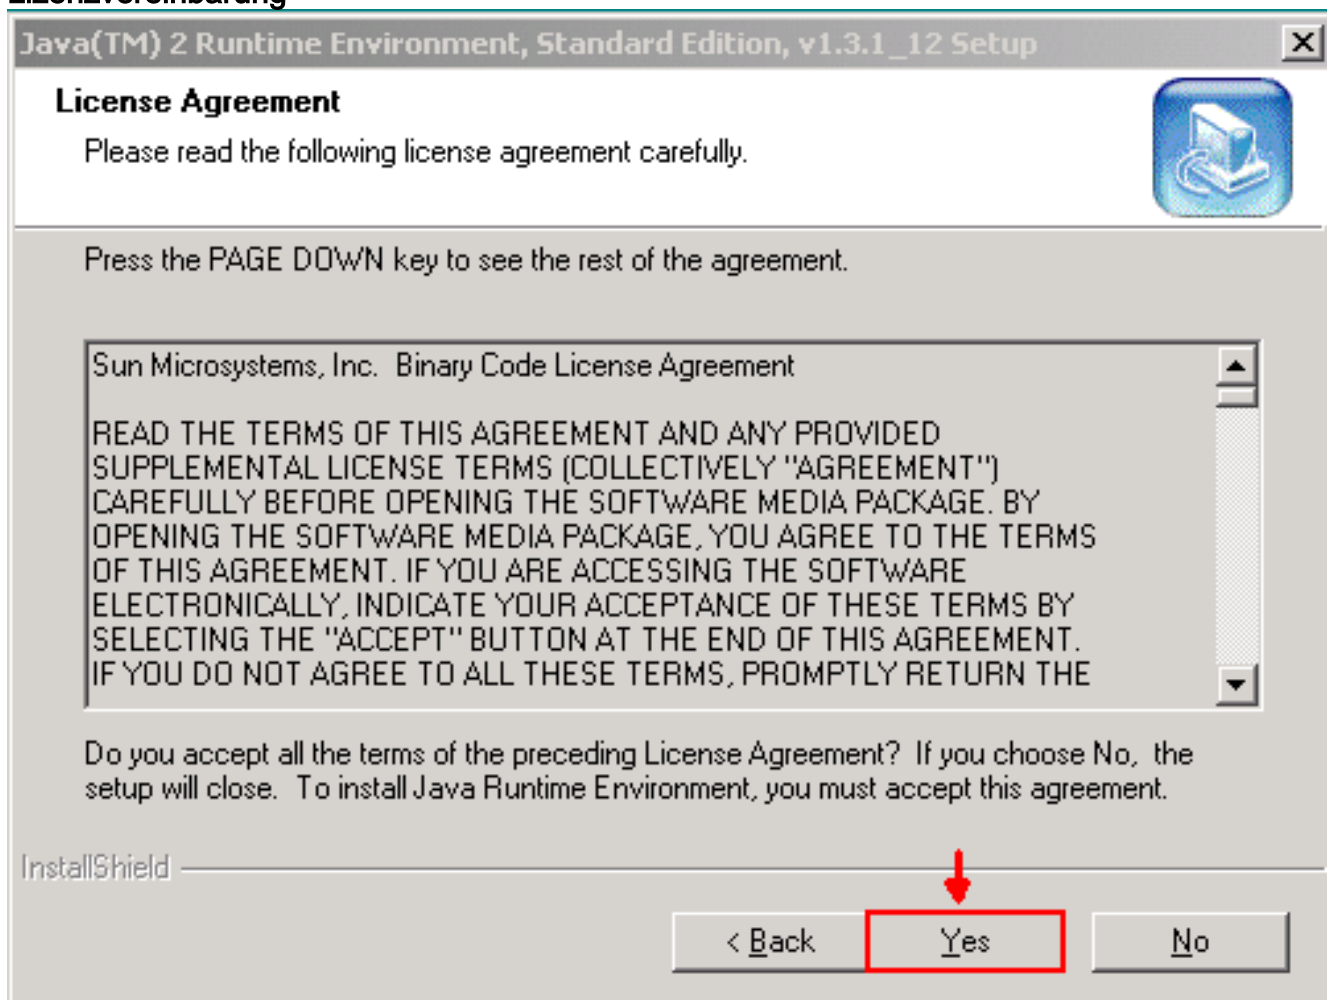 Lizenzvereinbarung
Java(TM) 2 Runtime Environment, Standard Edition, v1.3.1_12 Setup
License Agreement
Please read the following license agreement carefully.
Press the PAGE DOWN key to see the rest of the agreement.
Sun Microsystems, Inc.  Binary Code License Agreement
READ THE TERMS OF THIS AGREEMENT AND ANY PROVIDED
SUPPLEMENTAL LICENSE TERMS (COLLECTIVELY "AGREEMENT")
CAREFULLY BEFORE OPENING THE SOFTWARE MEDIA PACKAGE. BY
OPENING THE SOFTWARE MEDIA PACKAGE, YOU AGREE TO THE TERMS
OF THIS AGREEMENT. IF YOU ARE ACCESSING THE SOFTWARE
ELECTRONICALLY, INDICATE YOUR ACCEPTANCE OF THESE TERMS BY
SELECTING THE "ACCEPT" BUTTON AT THE END OF THIS AGREEMENT.
IF YOU DO NOT AGREE TO ALL THESE TERMS, PROMPTLY RETURN THE
Do you accept all the terms of the preceding License Agreement?  If you choose No,  the
setup will close.  To install Java Runtime Environment, you must accept this agreement.
InstallShield
< Back
Yes
No